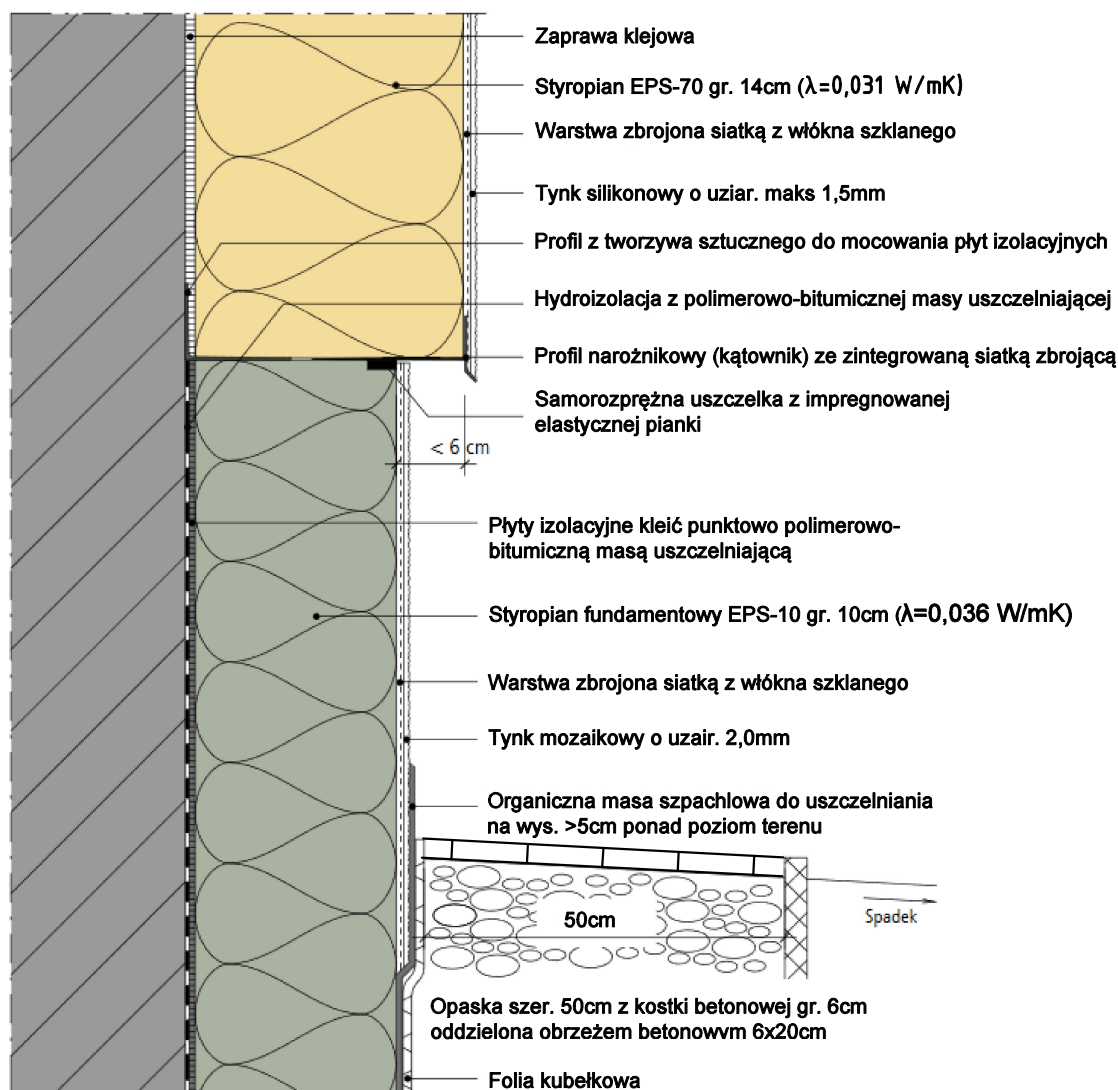 Zaprawa klejowa
Styropian EPS-70 gr. 14cm (λ=0,031 W/mK)
Warstwa zbrojona siatką z włókna szklanego
Tynk silikonowy o uziar. maks 1,5mm
Profil z tworzywa sztucznego do mocowania płyt izolacyjnych
Hydroizolacja z polimerowo-bitumicznej masy uszczelniającej
Profil narożnikowy (kątownik) ze zintegrowaną siatką zbrojącą
Samorozprężna uszczelka z impregnowanej
elastycznej pianki
< 6 cm
Płyty izolacyjne kleić punktowo polimerowo-
bitumiczną masą uszczelniającą
Styropian fundamentowy EPS-10 gr. 10cm (λ=0,036 W/mK)
Warstwa zbrojona siatką z włókna szklanego
Tynk mozaikowy o uzair. 2,0mm
Organiczna masa szpachlowa do uszczelniania
na wys. >5cm ponad poziom terenu
50cm
Spadek
Opaska szer. 50cm z kostki betonowej gr. 6cm
oddzielona obrzeżem betonowym 6x20cm
Folia kubełkowa